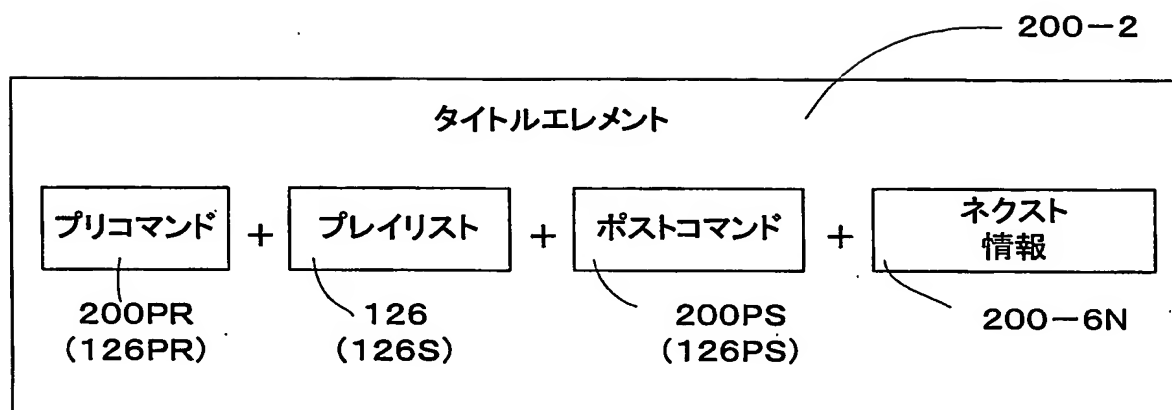 200-2
タイトルエレメント
プリコマンド + プレイリスト + ポストコマンド + ネクスト
情報
200PR 126 200PS 200-6N
(126PR) (126S) (126PS)